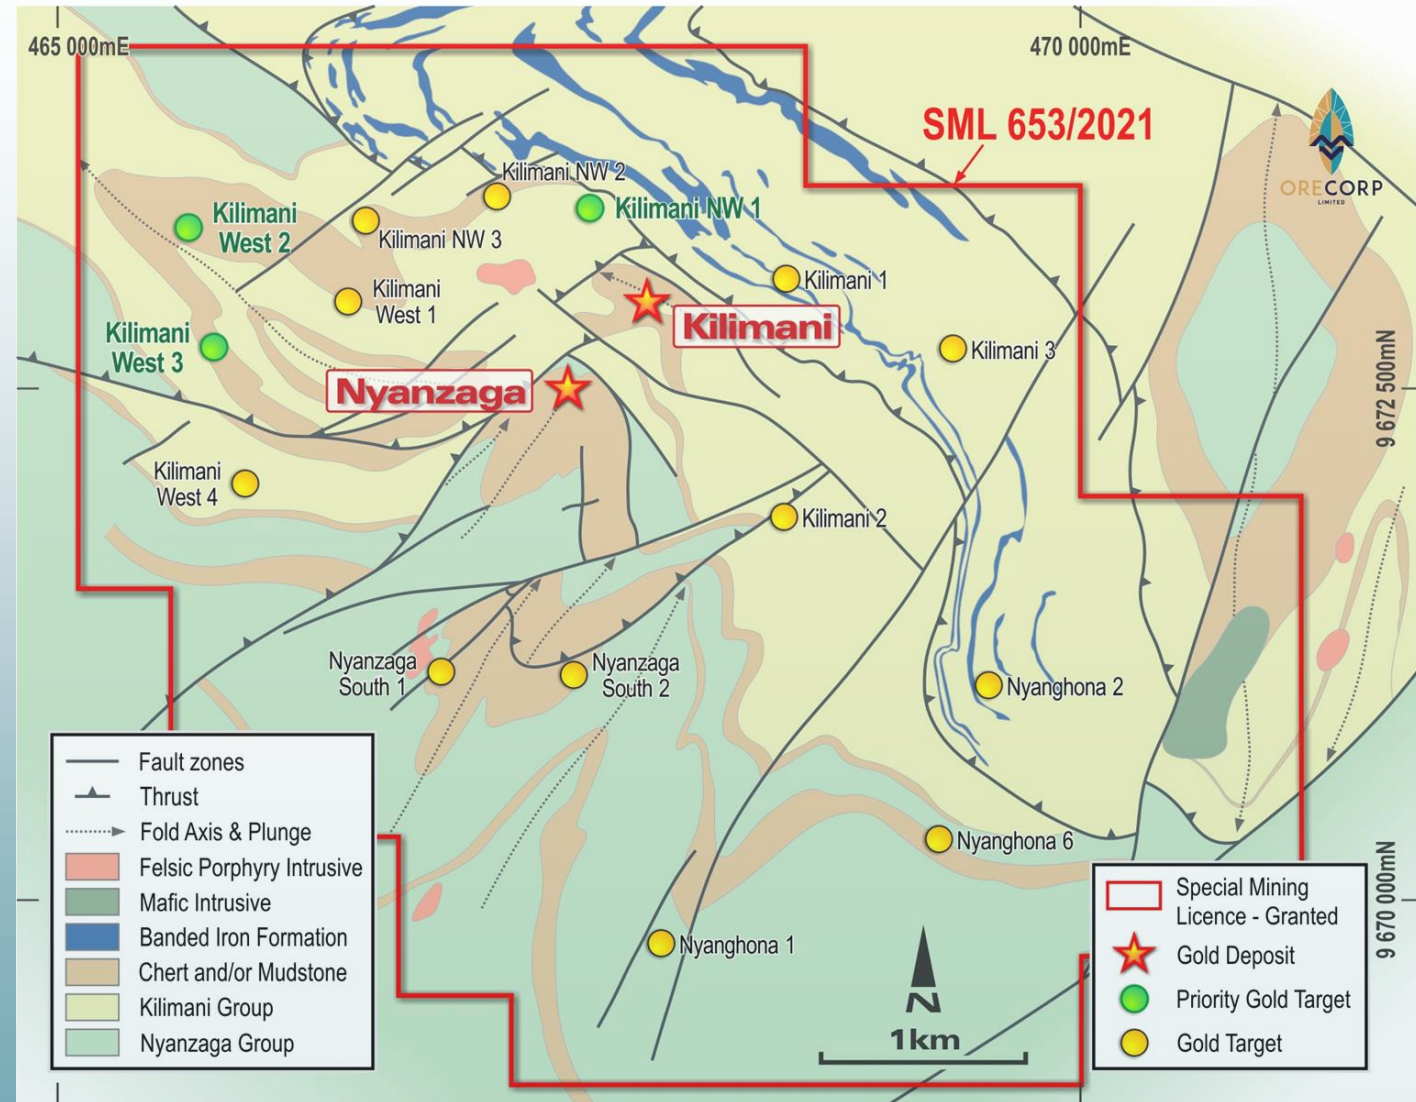 465 000mE
470 000mE
SML 653/2021
ORECORP
LIMITED
Kilimani NW 2
Kilimani
West 2
Kilimani NW 1
Kilimani NW 3
Kilimani
West 1
Kilimani 1
Kilimani
Kilimani
West 3
Kilimani 3
Nyanzaga
9 672 500mN
Kilimani
West 4
Kilimani 2
Nyanzaga
South 1
Nyanzaga
South 2
Nyanghona 2
Nyanghona 6
Nyanghona 1
9 670 000mN
Fault zones
Thrust
Fold Axis & Plunge
Felsic Porphyry Intrusive
Mafic Intrusive
Banded Iron Formation
Chert and/or Mudstone
Kilimani Group
Nyanzaga Group
N
1km
Special Mining
Licence - Granted
Gold Deposit
Priority Gold Target
Gold Target